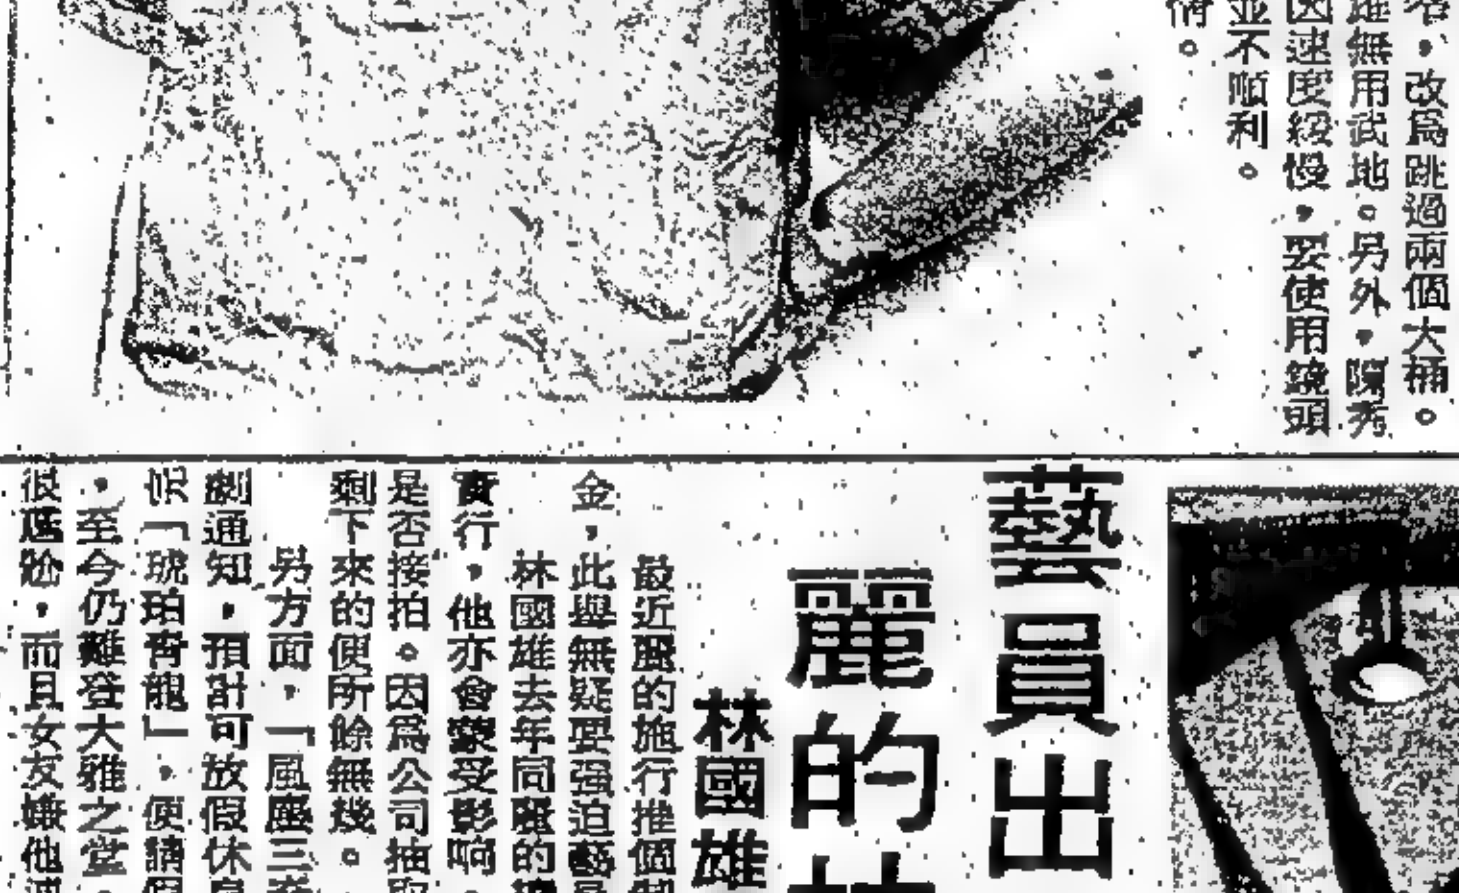 ，改爲跳過兩個大桶。
雖無用武地。另外，陳秀
因速度緩慢，要使用鏡頭
並不順利。
藝員出
麗的
林國雄
最近麗的施行推個
金，此舉無疑要强迫藝員
林國雄去年同麗的
實行，他亦會蒙受影响。
是否接拍。因爲公司抽取
剩下來的便所餘無幾。
另方面，「風塵三
劇通知，預計可放假休息
完「琥珀青龍」，便請假
，至今仍難登大雅之堂。
很尷尬，而且女友嫌他